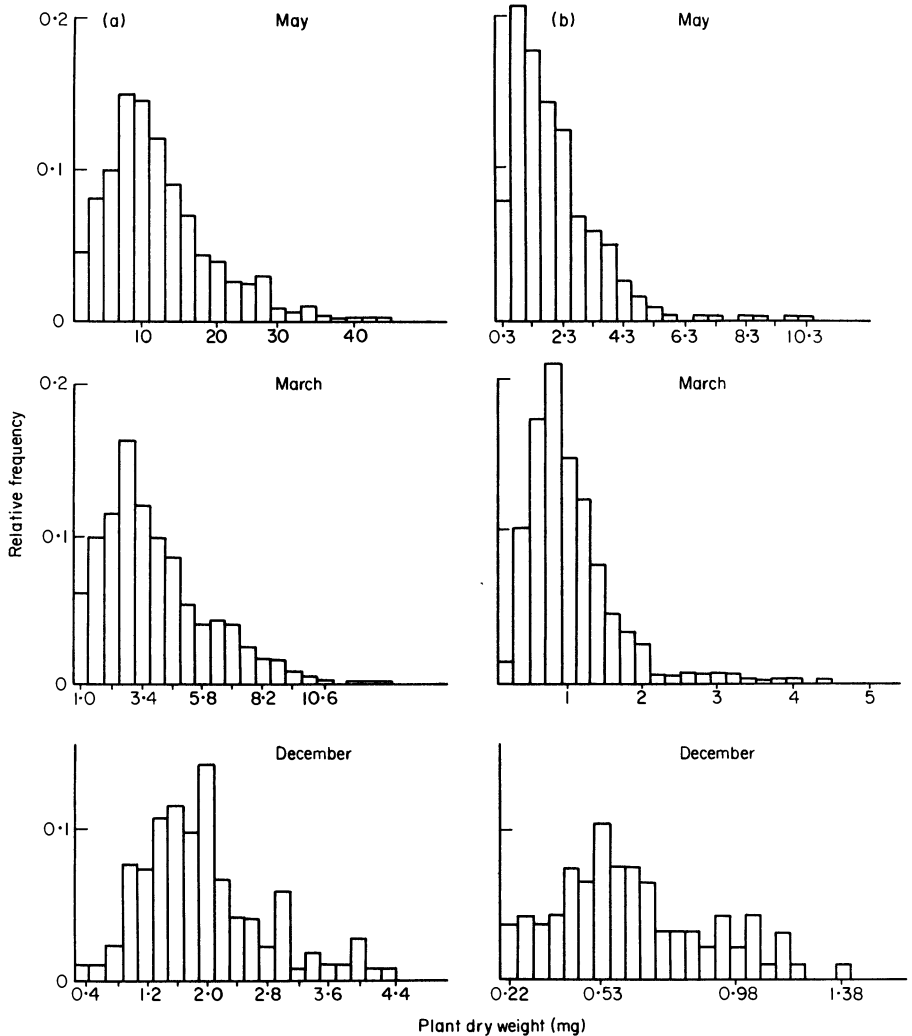 (a) May
(b) May
0·2
0·1
0
10 20 30 40
0·3 2·3 4·3 6·3 8·3 10·3
March
March
Relative frequency
0·2
0·1
0
1·0 3·4 5·8 8·2 10·6
1 2 3 4 5
December
December
0·1
0
0·4 1·2 2·0 2·8 3·6 4·4
0·22 0·53 0·98 1·38
Plant dry weight (mg)